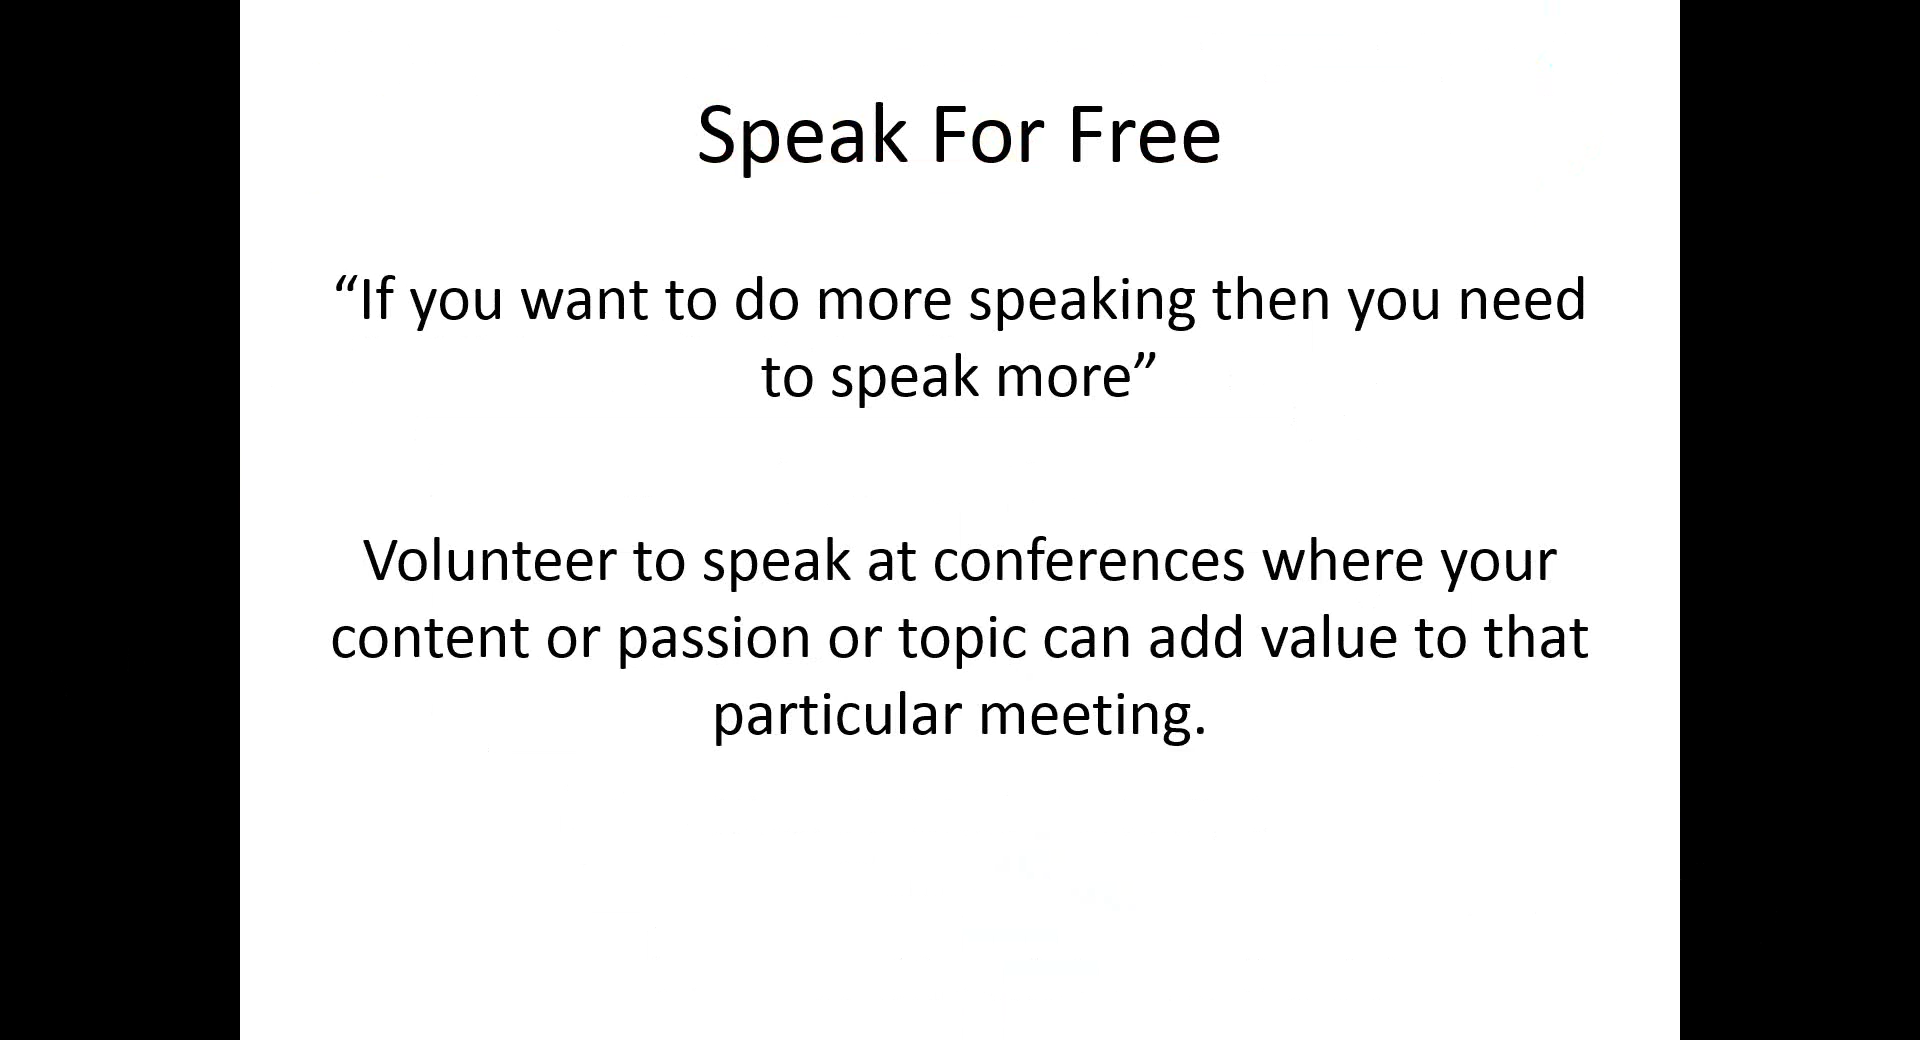 Speak For Free
“If you want to do more speaking then you need
to speak more”
Volunteer to speak at conferences where your
content or passion or topic can add value to that
particular meeting.